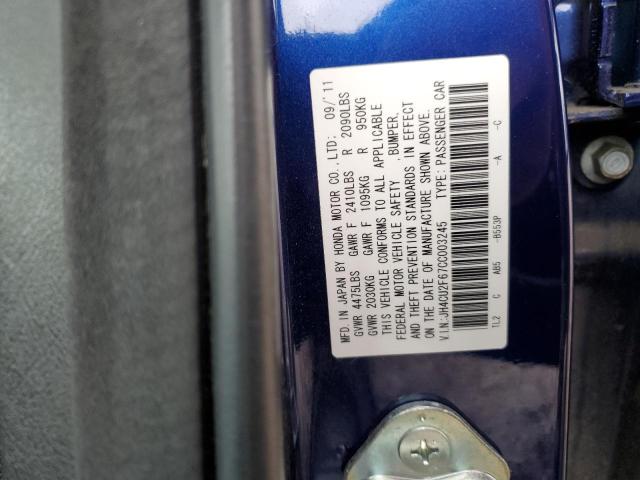 MFD. IN JAPAN BY HONDA MOTOR CO.,LTD: 09/'11
GVWR 4475LBS GAWR F 2410LBS R 2090LBS
GVWR 2030KG GAWR F 1095KG R 950KG
THIS VEHICLE CONFORMS TO ALL APPLICABLE
FEDERAL MOTOR VEHICLE SAFETY ,BUMPER,
AND THEFT PREVENTION STANDARDS IN EFFECT
ON THE DATE OF MANUFACTURE SHOWN ABOVE.
V.I.N:JH4CU2F67CC003245 TYPE: PASSENGER CAR
TL2 C AB5 -B553P -A -C